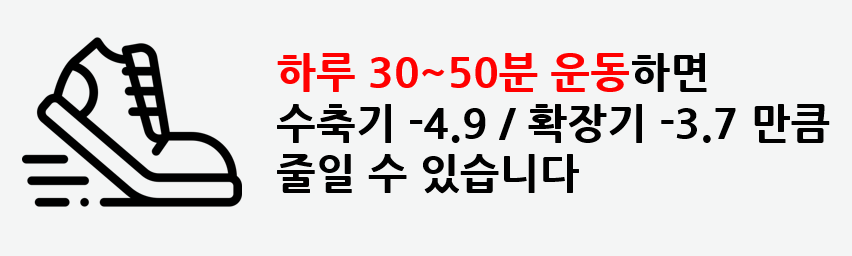 하루 30~50분 운동하면
수축기 -4.9 / 확장기 -3.7 만큼
줄일 수 있습니다